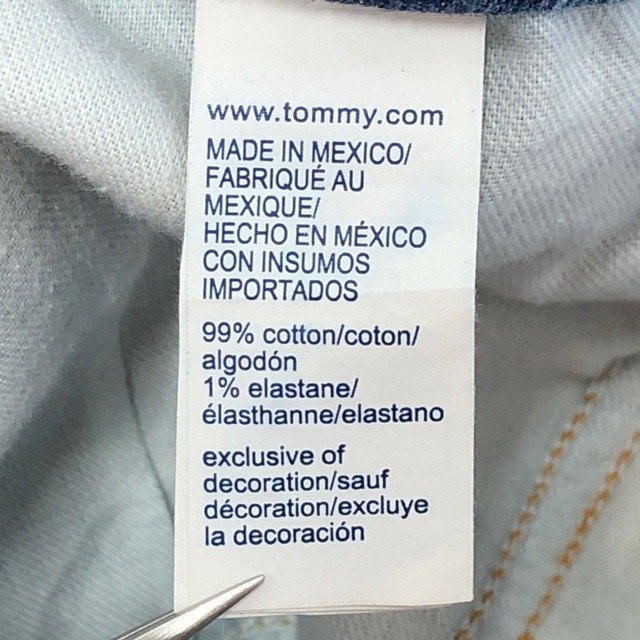 www.tommy.com
MADE IN MEXICO/
FABRIQUÉ AU
MEXIQUE/
HECHO EN MÉXICO
CON INSUMOS
IMPORTADOS
99% cotton/coton/
algodón
1% elastane/
élasthanne/elastano
exclusive of
decoration/sauf
décoration/excluye
la decoración